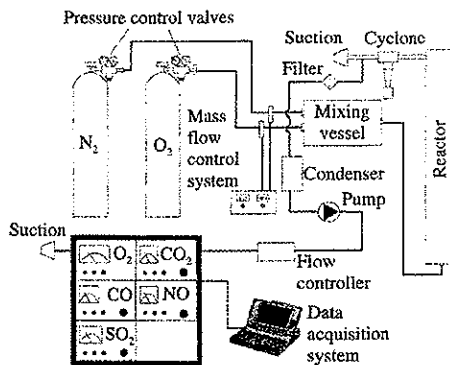 Pressure control valves
Suction
Cyclone
Filter
N2
O2
Mass
flow
control
system
Mixing
vessel
Reactor
Condenser
Pump
Suction
O2
CO2
CO
NO
SO2
Flow
controller
Data
acquisition
system